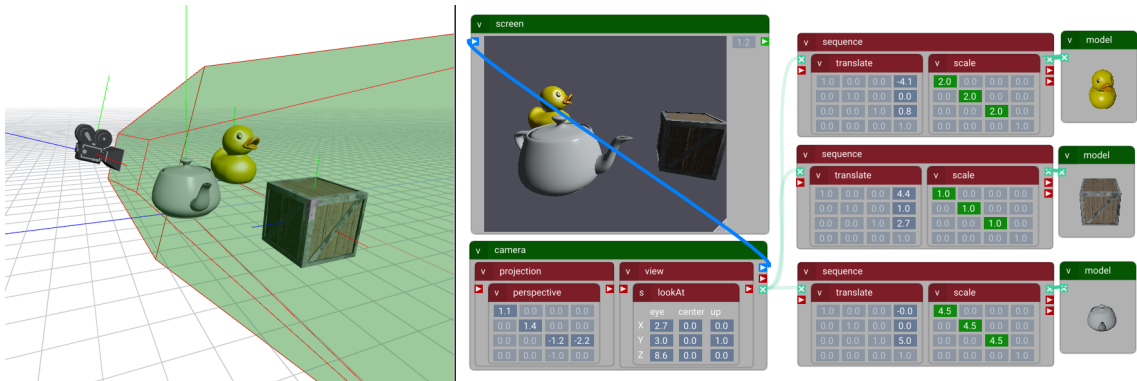 v screen
1.2
v camera
v projection
v perspective
1.1 0.0 0.0 0.0
0.0 1.4 0.0 0.0
0.0 0.0 -1.2 -2.2
0.0 0.0 -1.0 0.0
v view
s lookAt
eye center up
X 2.7 0.0 0.0
Y 3.0 0.0 1.0
Z 8.6 0.0 0.0
v sequence
v translate
1.0 0.0 0.0 -4.1
0.0 1.0 0.0 0.0
0.0 0.0 1.0 0.8
0.0 0.0 0.0 1.0
v scale
2.0 0.0 0.0 0.0
0.0 2.0 0.0 0.0
0.0 0.0 2.0 0.0
0.0 0.0 0.0 1.0
v model
v sequence
v translate
1.0 0.0 0.0 4.4
0.0 1.0 0.0 1.0
0.0 0.0 1.0 2.7
0.0 0.0 0.0 1.0
v scale
1.0 0.0 0.0 0.0
0.0 1.0 0.0 0.0
0.0 0.0 1.0 0.0
0.0 0.0 0.0 1.0
v model
v sequence
v translate
1.0 0.0 0.0 -0.0
0.0 1.0 0.0 0.0
0.0 0.0 1.0 5.0
0.0 0.0 0.0 1.0
v scale
4.5 0.0 0.0 0.0
0.0 4.5 0.0 0.0
0.0 0.0 4.5 0.0
0.0 0.0 0.0 1.0
v model